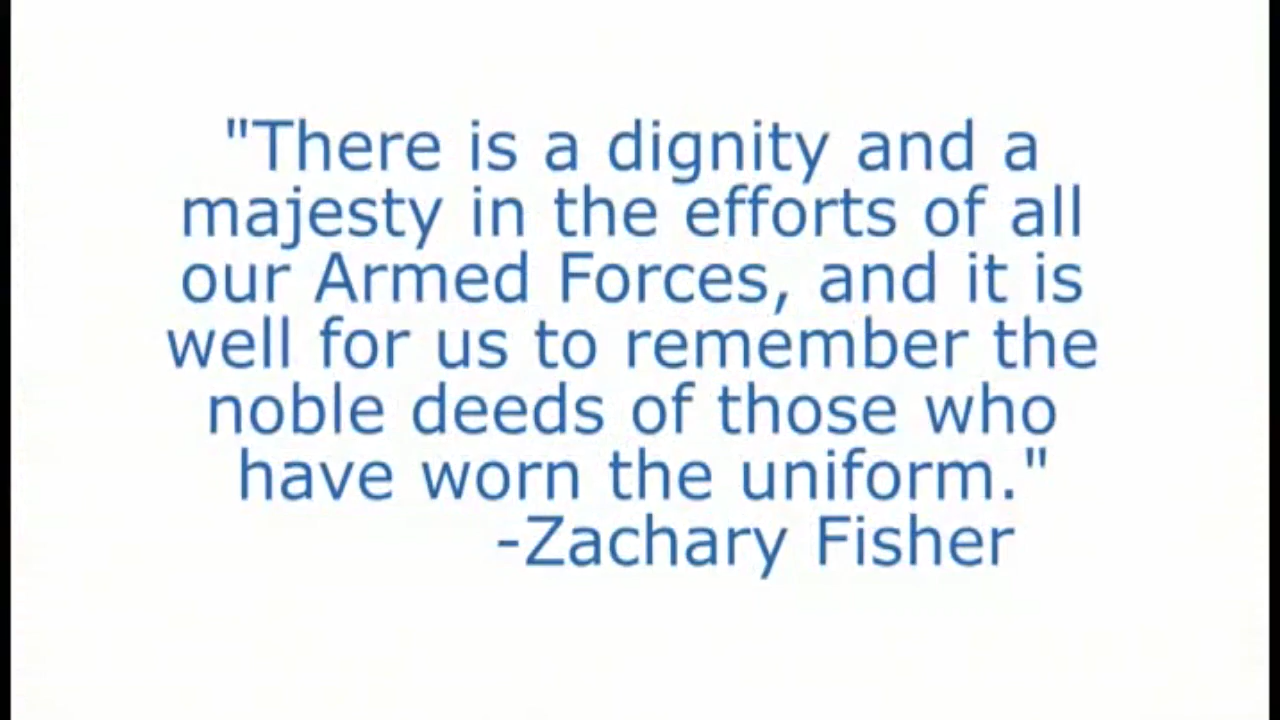 "There is a dignity and a
majesty in the efforts of all
our Armed Forces, and it is
well for us to remember the
noble deeds of those who
have worn the uniform."
-Zachary Fisher